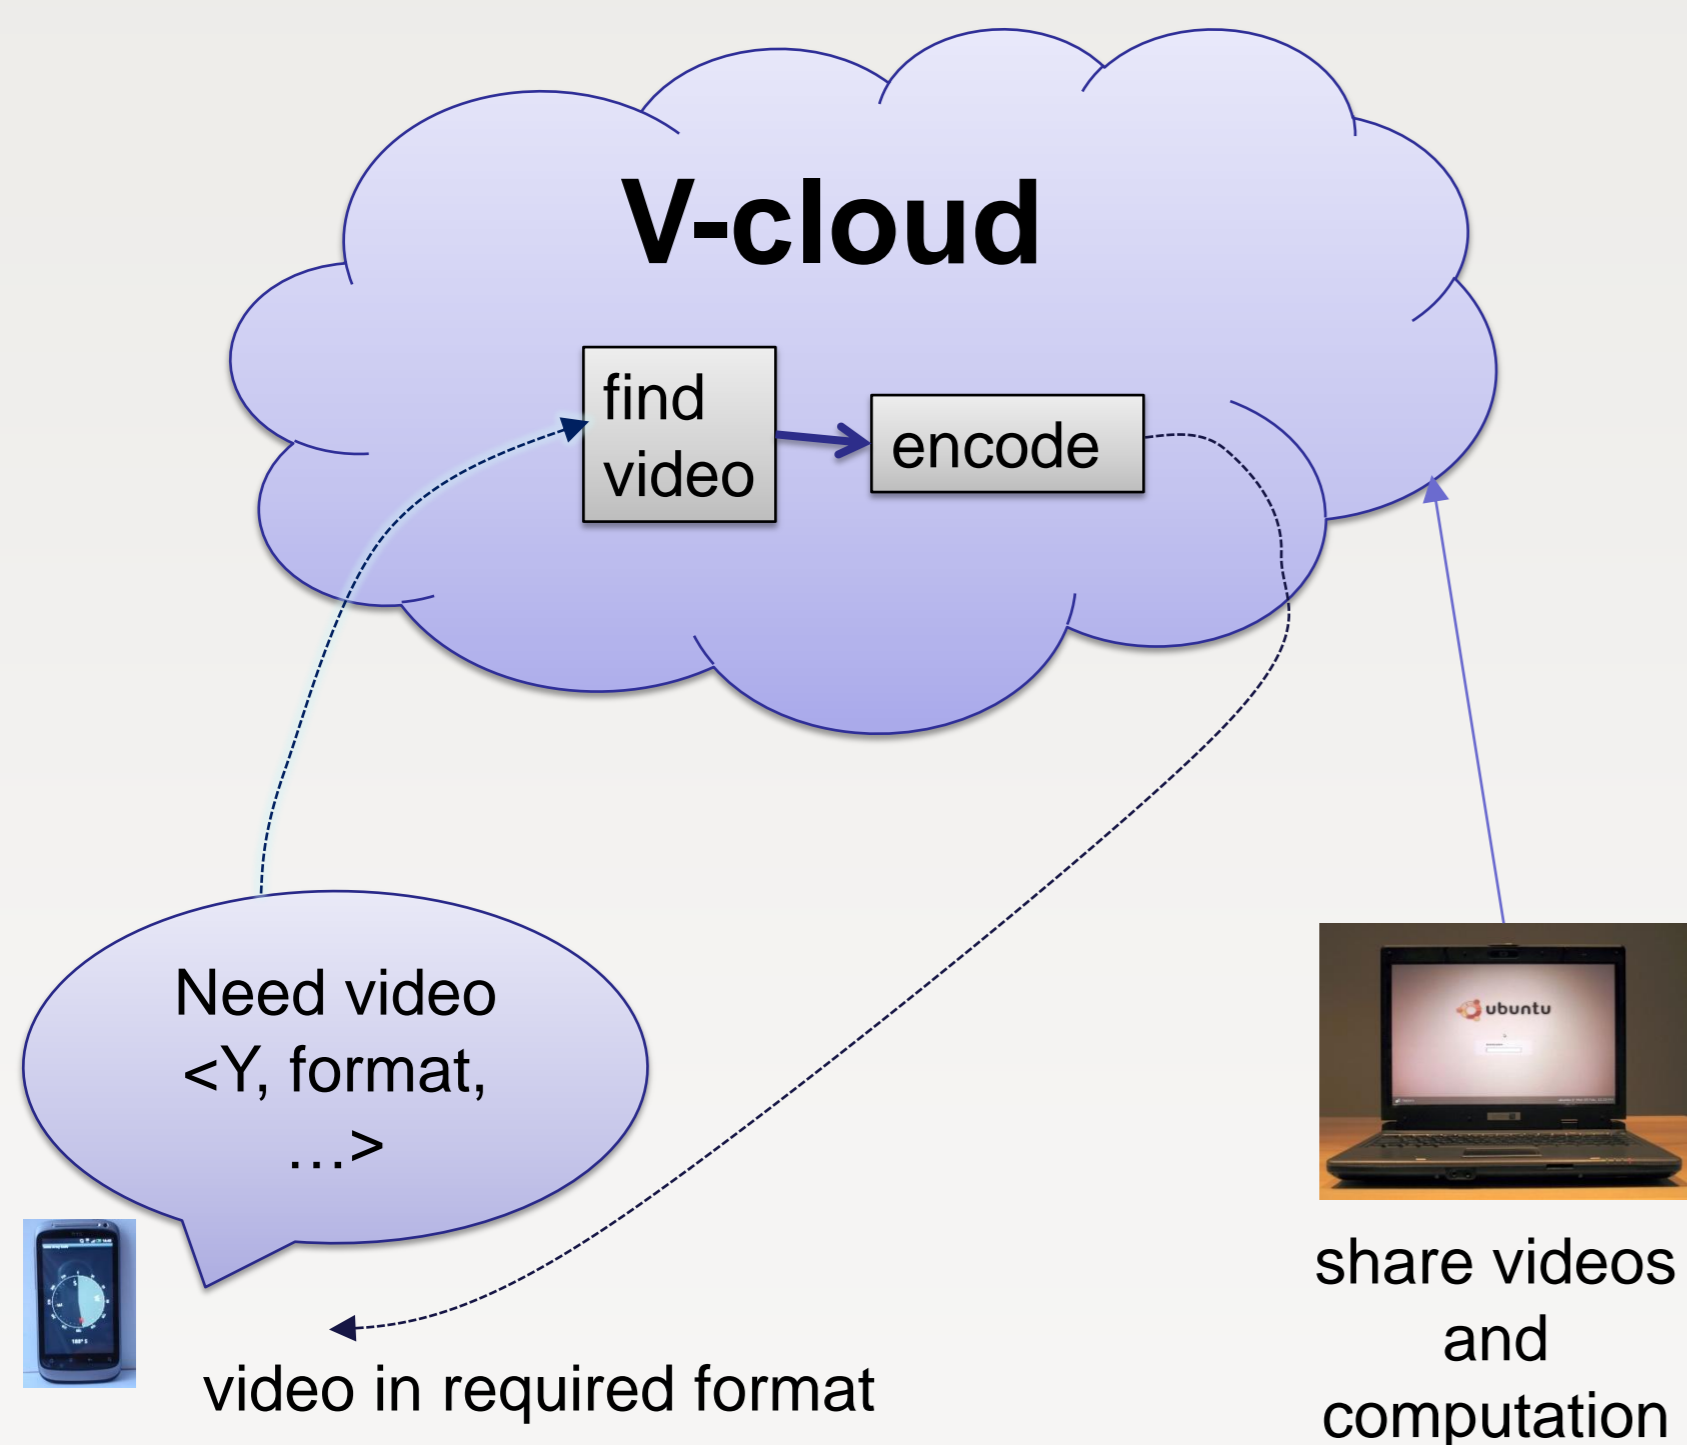 V-cloud
find
video
encode
Need video
<Y, format,
…>
ubuntu
video in required format
share videos
and
computation